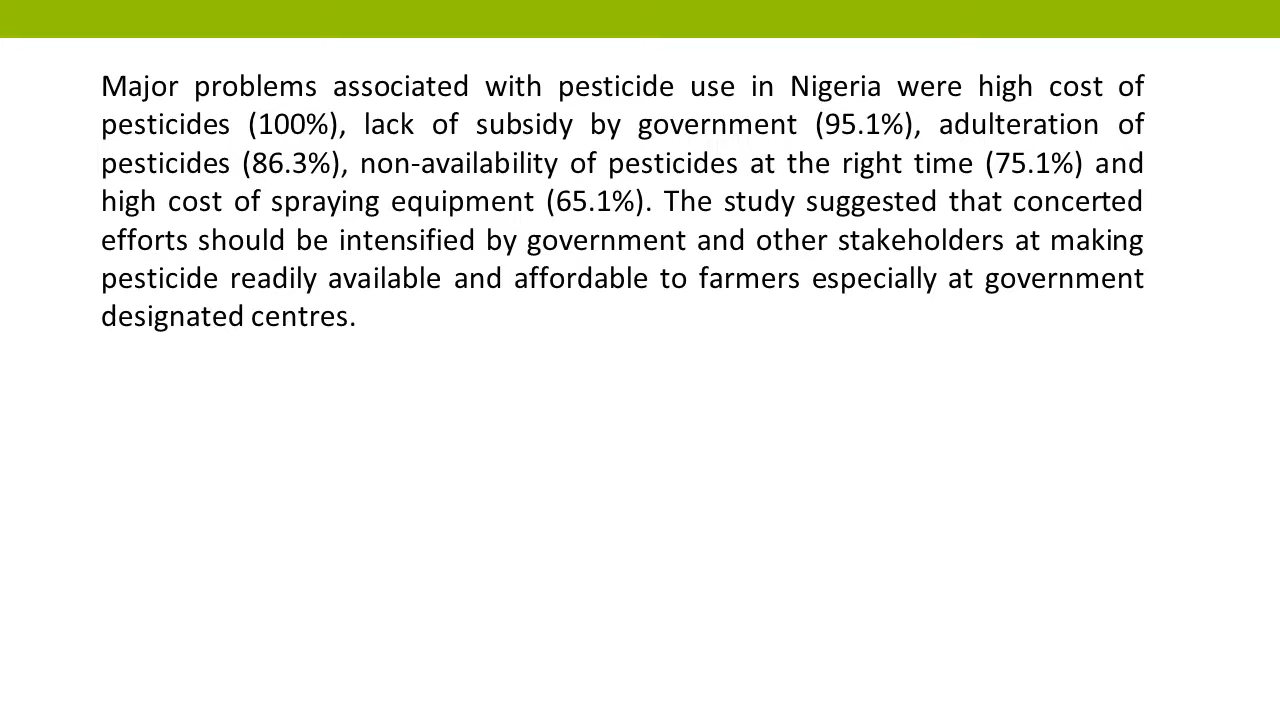 Major problems associated with pesticide use in Nigeria were high cost of
pesticides (100%), lack of subsidy by government (95.1%), adulteration of
pesticides (86.3%), non-availability of pesticides at the right time (75.1%) and
high cost of spraying equipment (65.1%). The study suggested that concerted
efforts should be intensified by government and other stakeholders at making
pesticide readily available and affordable to farmers especially at government
designated centres.